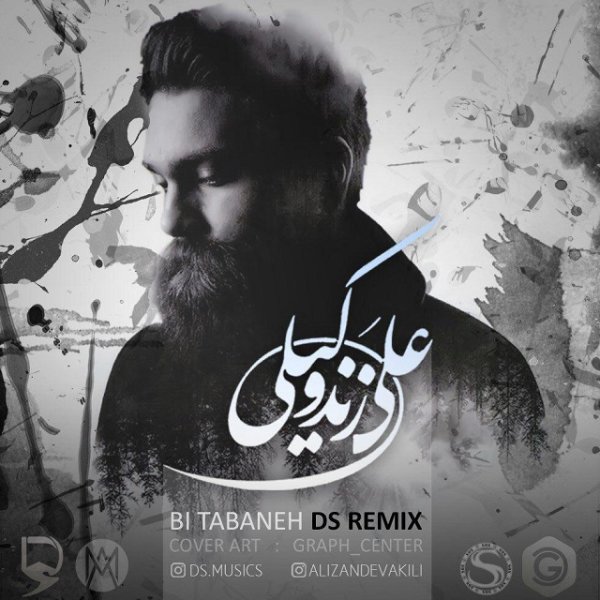 علی زندوکیلی
BI TABANEH DS REMIX
COVER ART : GRAPH_CENTER
DS.MUSICS ALIZANDEVAKILI